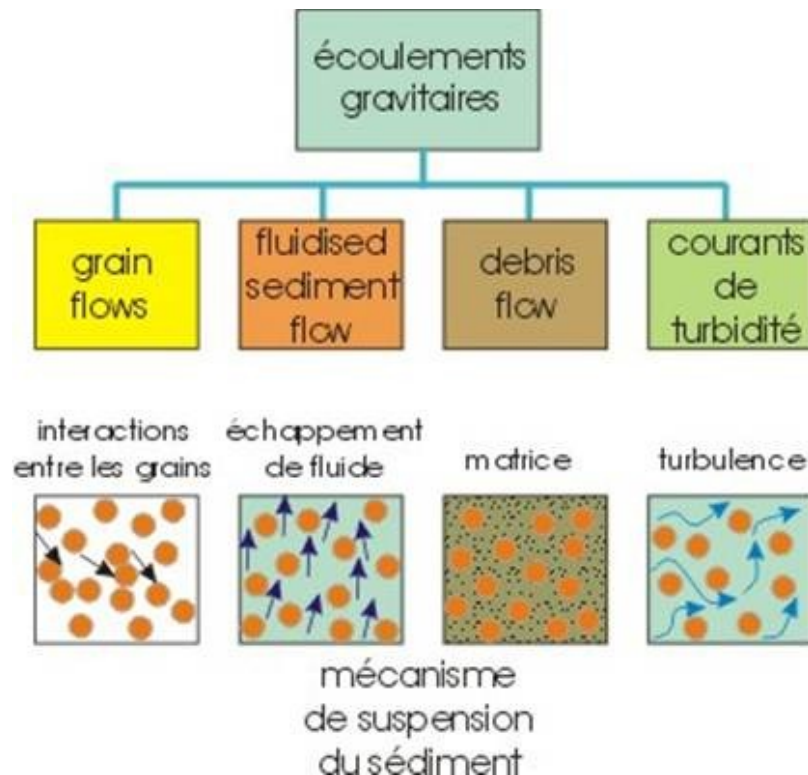 écoulements
gravitaires
grain
flows
fluidised
sediment
flow
debris
flow
courants
de
turbidité
interactions
entre les grains
échappement
de fluide
matrice
turbulence
mécanisme
de suspension
du sédiment